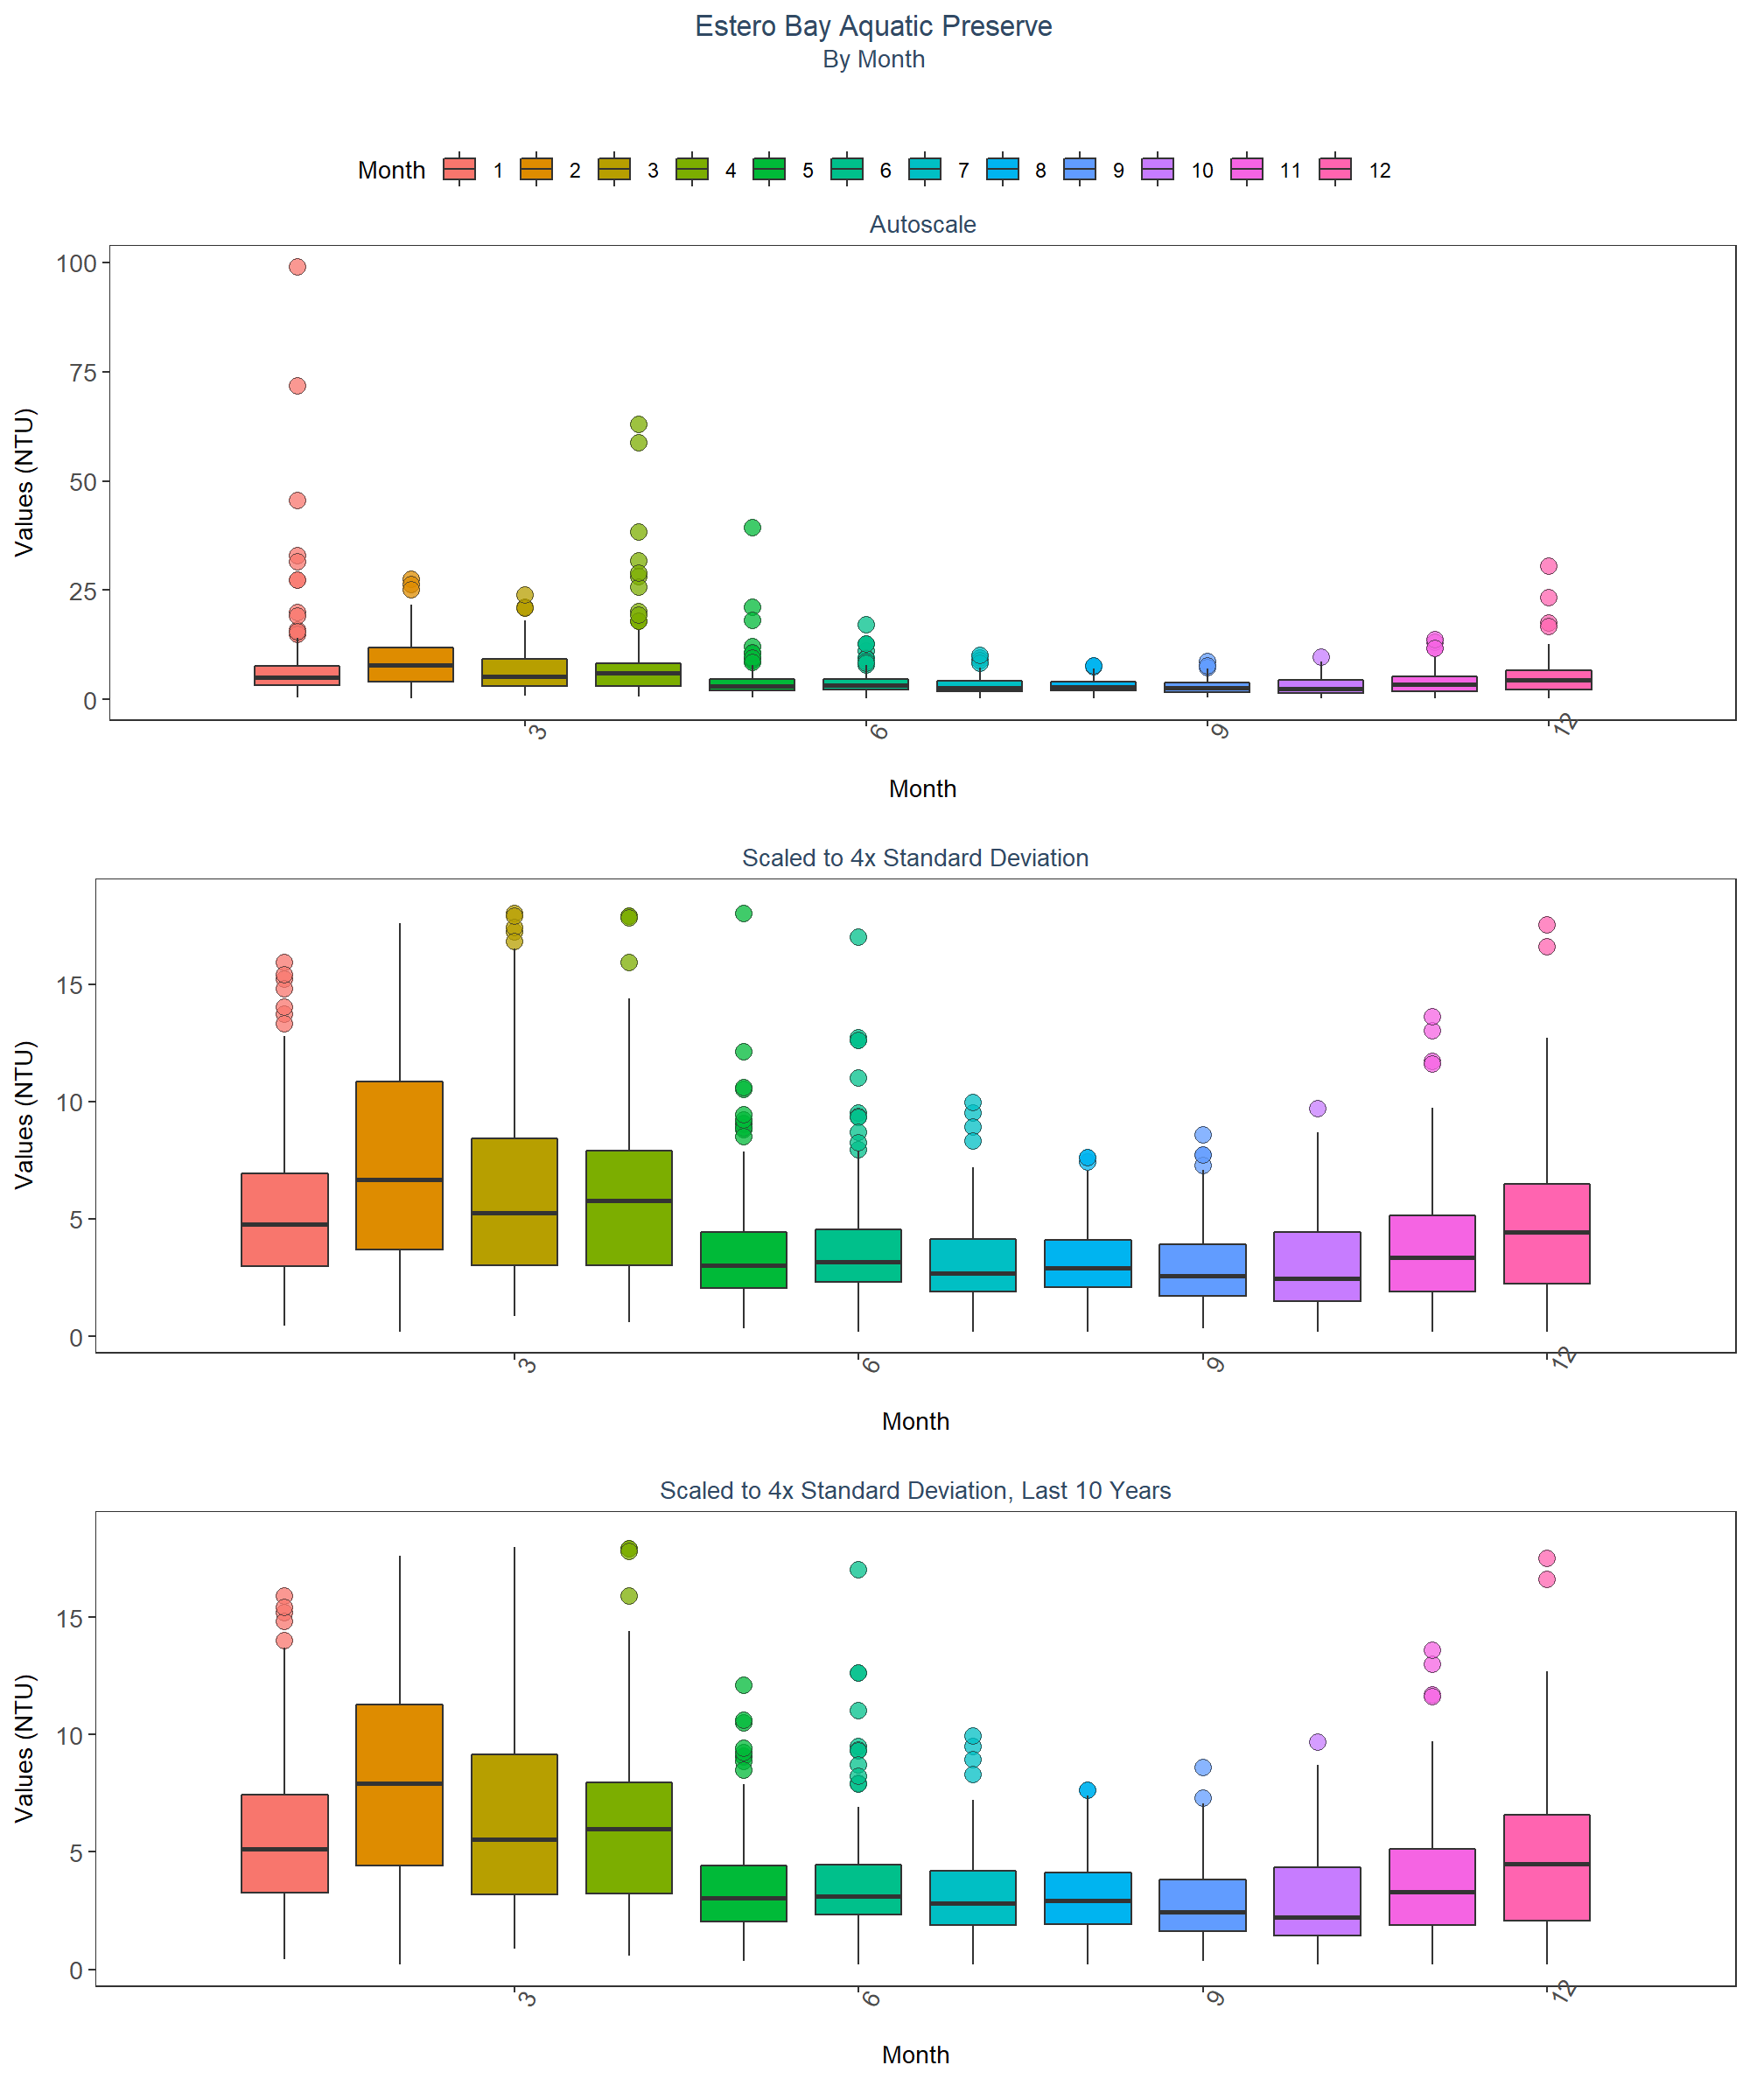 Estero Bay Aquatic Preserve
By Month
Month 1 2 3 4 5 6 7 8 9 10 11 12
Autoscale
Values (NTU)
100
75
50
25
0
3 6 9 12
Month
Scaled to 4x Standard Deviation
Values (NTU)
15
10
5
0
3 6 9 12
Month
Scaled to 4x Standard Deviation, Last 10 Years
Values (NTU)
15
10
5
0
3 6 9 12
Month